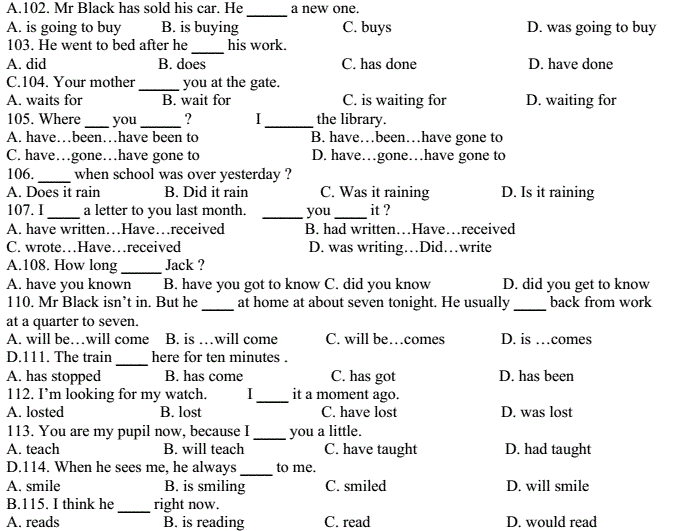 A.102. Mr Black has sold his car. He _____ a new one.
A. is going to buy B. is buying C. buys D. was going to buy
103. He went to bed after he ____ his work.
A. did B. does C. has done D. have done
C.104. Your mother _____ you at the gate.
A. waits for B. wait for C. is waiting for D. waiting for
105. Where ___ you _____ ? I ______ the library.
A. have…been…have been to B. have…been…have gone to
C. have…gone…have gone to D. have…gone…have gone to
106. ____ when school was over yesterday ?
A. Does it rain B. Did it rain C. Was it raining D. Is it raining
107. I ____ a letter to you last month. _____ you ____ it ?
A. have written…Have…received B. had written…Have…received
C. wrote…Have…received D. was writing…Did…write
A.108. How long _____ Jack ?
A. have you known B. have you got to know C. did you know D. did you get to know
110. Mr Black isn’t in. But he ____ at home at about seven tonight. He usually ____ back from work
at a quarter to seven.
A. will be…will come B. is …will come C. will be…comes D. is …comes
D.111. The train ____ here for ten minutes .
A. has stopped B. has come C. has got D. has been
112. I’m looking for my watch. I ____ it a moment ago.
A. losted B. lost C. have lost D. was lost
113. You are my pupil now, because I ____ you a little.
A. teach B. will teach C. have taught D. had taught
D.114. When he sees me, he always ____ to me.
A. smile B. is smiling C. smiled D. will smile
B.115. I think he ____ right now.
A. reads B. is reading C. read D. would read